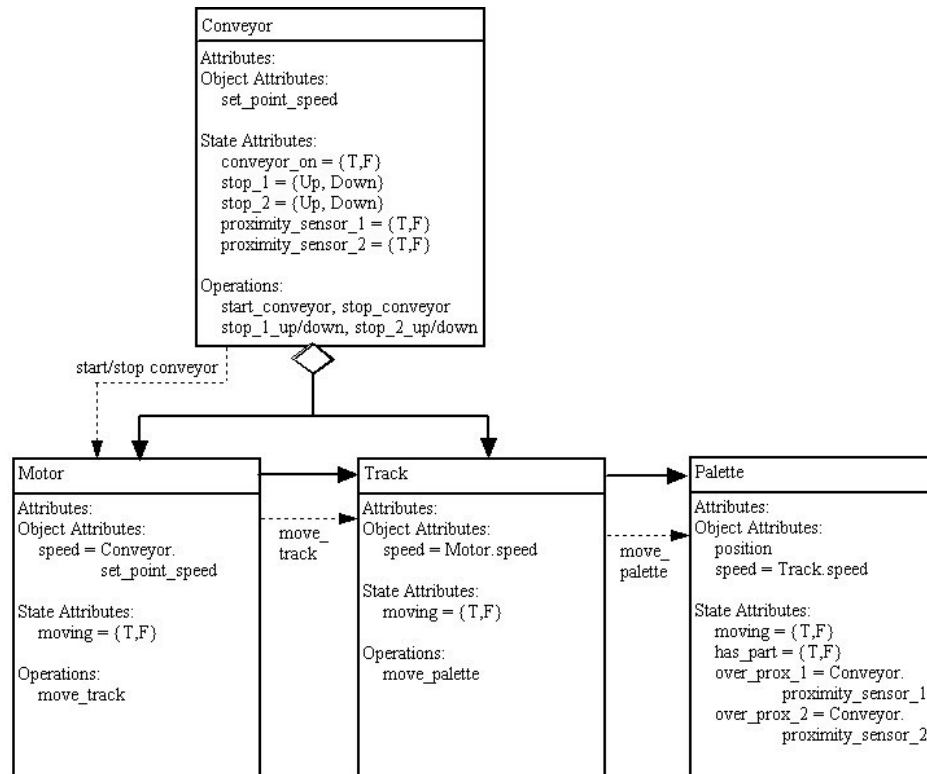 Conveyor
Attributes:
Object Attributes:
set_point_speed
State Attributes:
conveyor_on = {T,F}
stop_1 = {Up, Down}
stop_2 = {Up, Down}
proximity_sensor_1 = {T,F}
proximity_sensor_2 = {T,F}
Operations:
start_conveyor, stop_conveyor
stop_1_up/down, stop_2_up/down
start/stop conveyor
Motor
Attributes:
Object Attributes:
speed = Conveyor.
set_point_speed
State Attributes:
moving = {T,F}
Operations:
move_track
move_
track
Track
Attributes:
Object Attributes:
speed = Motor.speed
State Attributes:
moving = {T,F}
Operations:
move_palette
move_
palette
Palette
Attributes:
Object Attributes:
position
speed = Track.speed
State Attributes:
moving = {T,F}
has_part = {T,F}
over_prox_1 = Conveyor.
proximity_sensor_1
over_prox_2 = Conveyor.
proximity_sensor_2